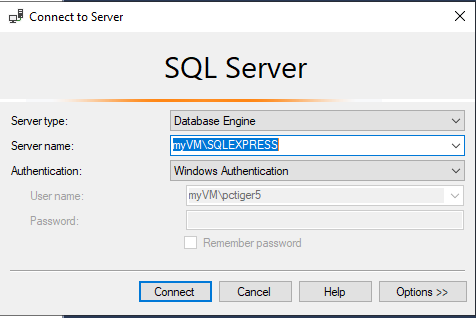 Connect to Server
SQL Server
Server type: Database Engine
Server name: myVM\SQLEXPRESS
Authentication: Windows Authentication
User name: myVM\pctiger5
Password:
Remember password
Connect Cancel Help Options >>